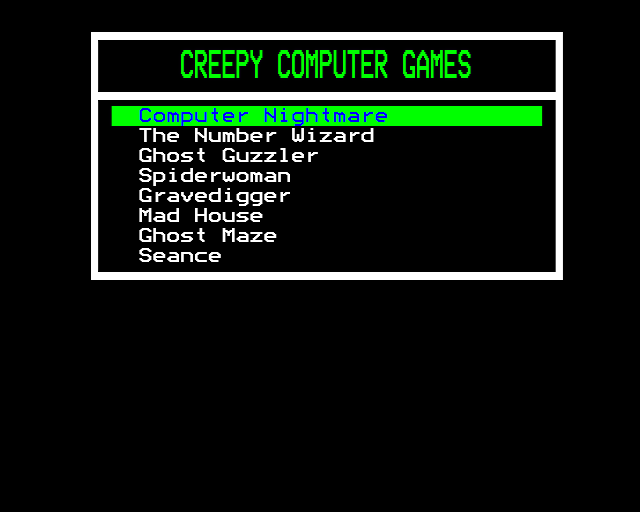 CREEPY COMPUTER GAMES
Computer Nightmare
The Number Wizard
Ghost Guzzler
Spiderwoman
Gravedigger
Mad House
Ghost Maze
Seance